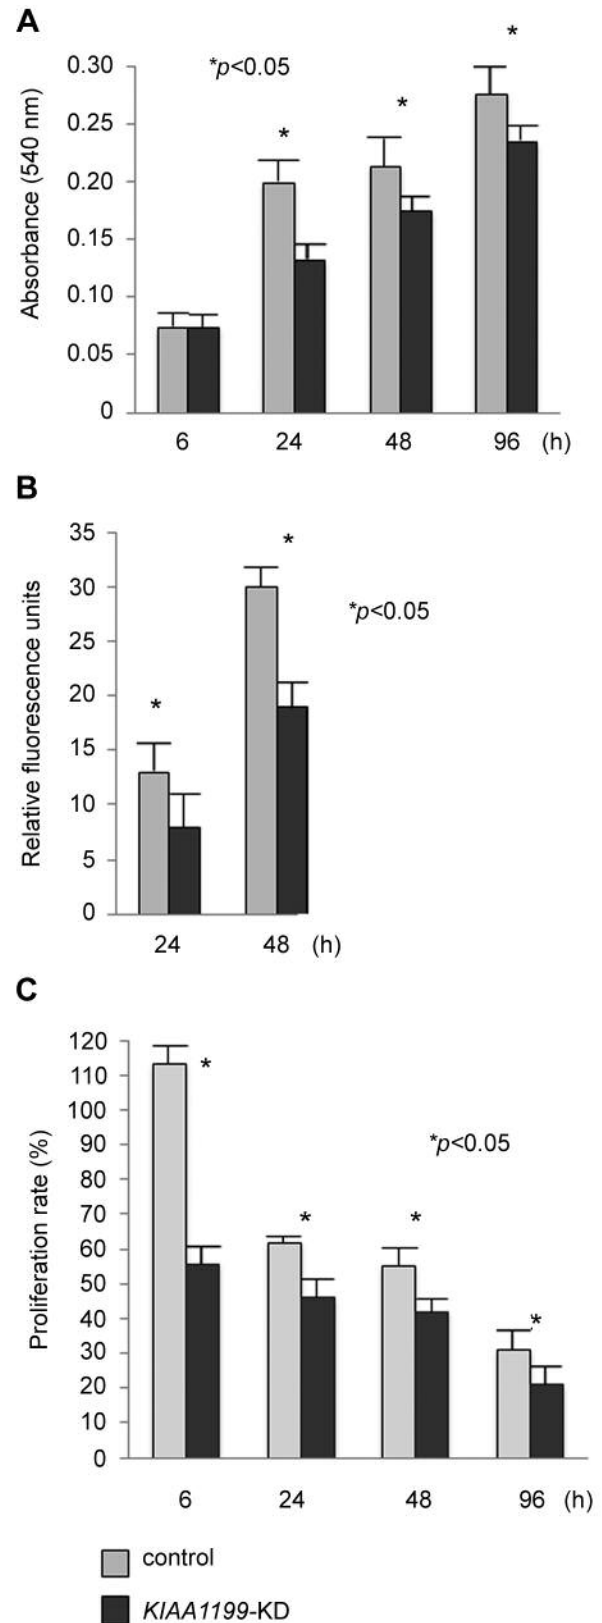 A
Absorbance (540 nm)
*p<0.05
0.30
0.25
0.20
0.15
0.10
0.05
0
*
*
*
6 24 48 96 (h)
B
Relative fluorescence units
35
30
25
20
15
10
5
0
*
*
*p<0.05
24 48 (h)
C
Proliferation rate (%)
120
110
100
90
80
70
60
50
40
30
20
10
0
*
*p<0.05
*
*
*
6 24 48 96 (h)
control
KIAA1199-KD